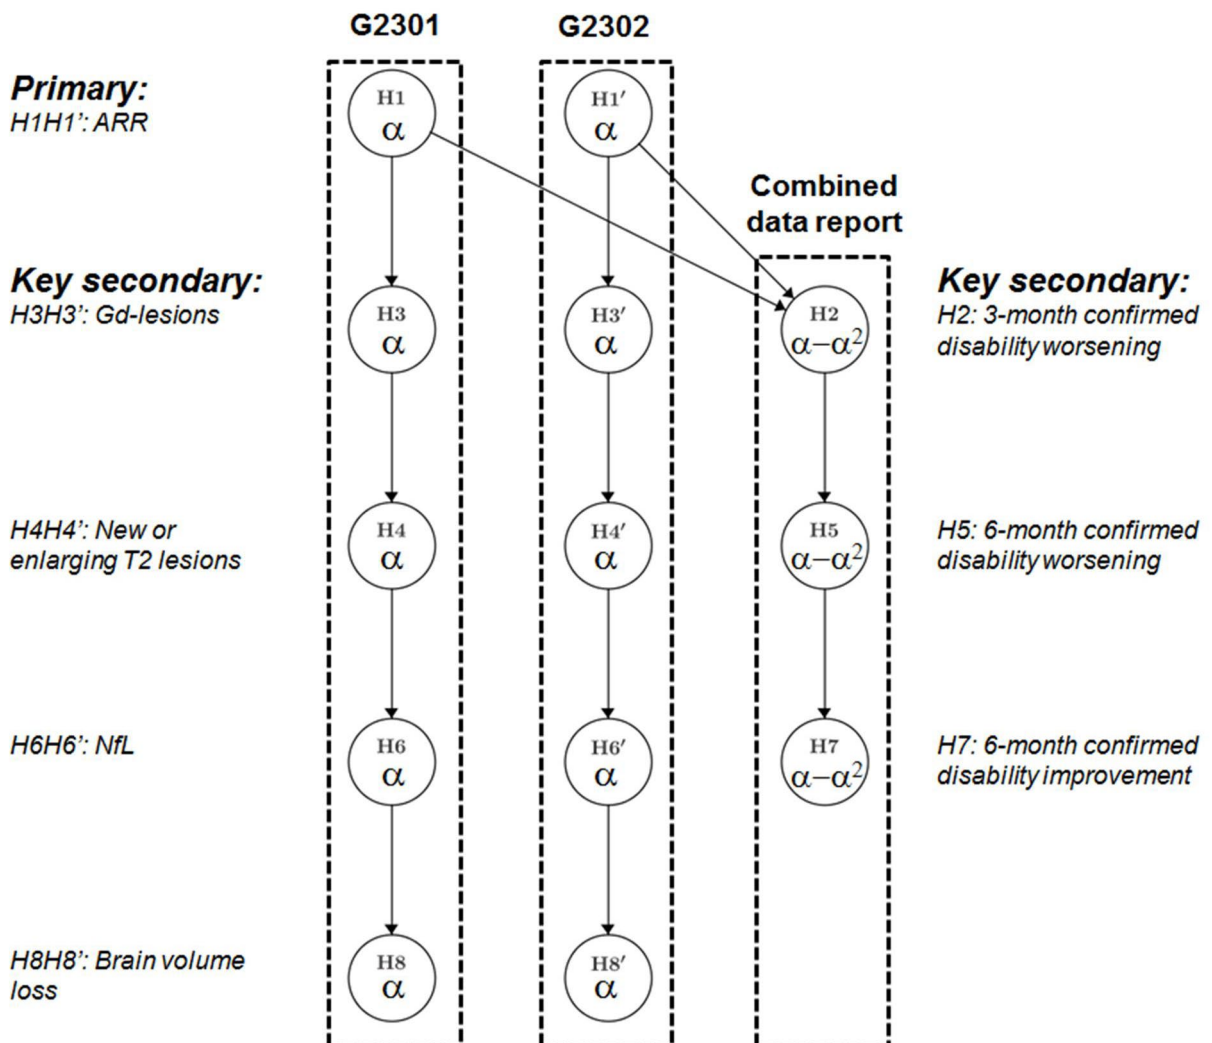 G2301
G2302
Primary:
H1H1’: ARR
H1
α
H1′
α
Combined
data report
Key secondary:
H3H3’: Gd-lesions
H3
α
H3′
α
H2
α−α²
Key secondary:
H2: 3-month confirmed
disability worsening
H4H4’: New or
enlarging T2 lesions
H4
α
H4′
α
H5
α−α²
H5: 6-month confirmed
disability worsening
H6H6’: NfL
H6
α
H6′
α
H7
α−α²
H7: 6-month confirmed
disability improvement
H8H8’: Brain volume
loss
H8
α
H8′
α